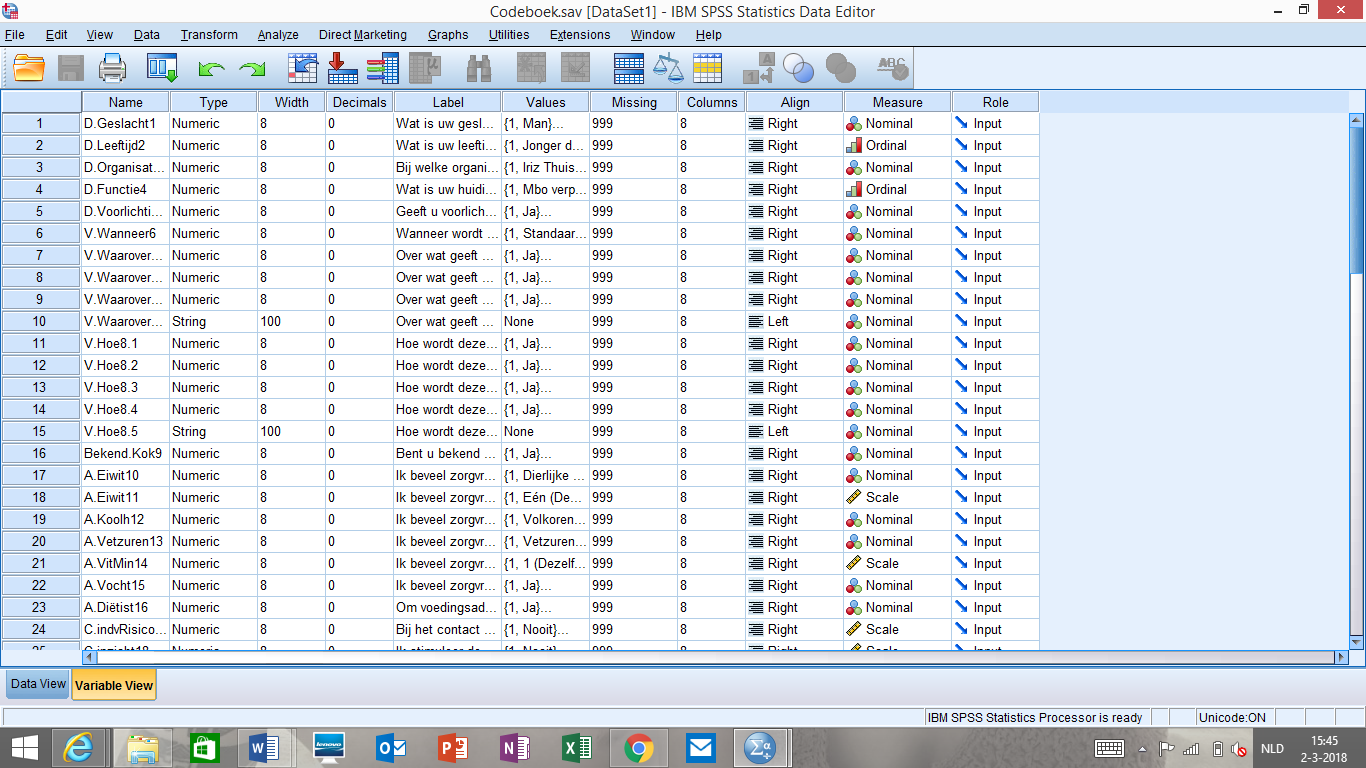 Codeboek.sav [DataSet1] - IBM SPSS Statistics Data Editor
File Edit View Data Transform Analyze Direct Marketing Graphs Utilities Extensions Window Help
Name Type Width Decimals Label Values Missing Columns Align Measure Role
1 D.Geslacht1 Numeric 8 0 Wat is uw gesl... {1, Man}... 999 8 Right Nominal Input
2 D.Leeftijd2 Numeric 8 0 Wat is uw leefti... {1, Jonger d... 999 8 Right Ordinal Input
3 D.Organisat... Numeric 8 0 Bij welke organi... {1, Iriz Thuis... 999 8 Right Nominal Input
4 D.Functie4 Numeric 8 0 Wat is uw huidi... {1, Mbo verp... 999 8 Right Ordinal Input
5 D.Voorlichti... Numeric 8 0 Geeft u voorlich... {1, Ja}... 999 8 Right Nominal Input
6 V.Wanneer6 Numeric 8 0 Wanneer wordt ... {1, Standaar... 999 8 Right Nominal Input
7 V.Waarover... Numeric 8 0 Over wat geeft ... {1, Ja}... 999 8 Right Nominal Input
8 V.Waarover... Numeric 8 0 Over wat geeft ... {1, Ja}... 999 8 Right Nominal Input
9 V.Waarover... Numeric 8 0 Over wat geeft ... {1, Ja}... 999 8 Right Nominal Input
10 V.Waarover... String 100 0 Over wat geeft ... None 999 8 Left Nominal Input
11 V.Hoe8.1 Numeric 8 0 Hoe wordt deze... {1, Ja}... 999 8 Right Nominal Input
12 V.Hoe8.2 Numeric 8 0 Hoe wordt deze... {1, Ja}... 999 8 Right Nominal Input
13 V.Hoe8.3 Numeric 8 0 Hoe wordt deze... {1, Ja}... 999 8 Right Nominal Input
14 V.Hoe8.4 Numeric 8 0 Hoe wordt deze... {1, Ja}... 999 8 Right Nominal Input
15 V.Hoe8.5 String 100 0 Hoe wordt deze... None 999 8 Left Nominal Input
16 Bekend.Kok9 Numeric 8 0 Bent u bekend ... {1, Ja}... 999 8 Right Nominal Input
17 A.Eiwit10 Numeric 8 0 Ik beveel zorgvr... {1, Dierlijke ... 999 8 Right Nominal Input
18 A.Eiwit11 Numeric 8 0 Ik beveel zorgvr... {1, Eén (De... 999 8 Right Scale Input
19 A.Koolh12 Numeric 8 0 Ik beveel zorgvr... {1, Volkoren... 999 8 Right Nominal Input
20 A.Vetzuren13 Numeric 8 0 Ik beveel zorgvr... {1, Vetzuren... 999 8 Right Nominal Input
21 A.VitMin14 Numeric 8 0 Ik beveel zorgvr... {1, 1 (Dezelf... 999 8 Right Scale Input
22 A.Vocht15 Numeric 8 0 Ik beveel zorgvr... {1, Ja}... 999 8 Right Nominal Input
23 A.Diëtist16 Numeric 8 0 Om voedingsad... {1, Ja}... 999 8 Right Nominal Input
24 C.indvRisico... Numeric 8 0 Bij het contact ... {1, Nooit}... 999 8 Right Scale Input
Data View Variable View
IBM SPSS Statistics Processor is ready Unicode:ON
NLD 15:45
2-3-2018